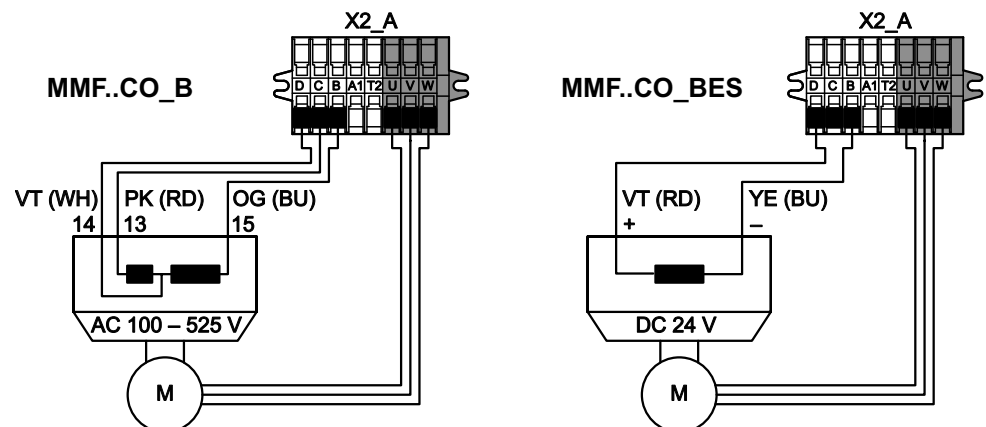 X2_A
MMF..CO_B
D C B A1 T2 U V W
VT (WH) PK (RD) OG (BU)
14 13 15
AC 100 – 525 V
M
X2_A
MMF..CO_BES
D C B A1 T2 U V W
VT (RD) YE (BU)
+ –
DC 24 V
M